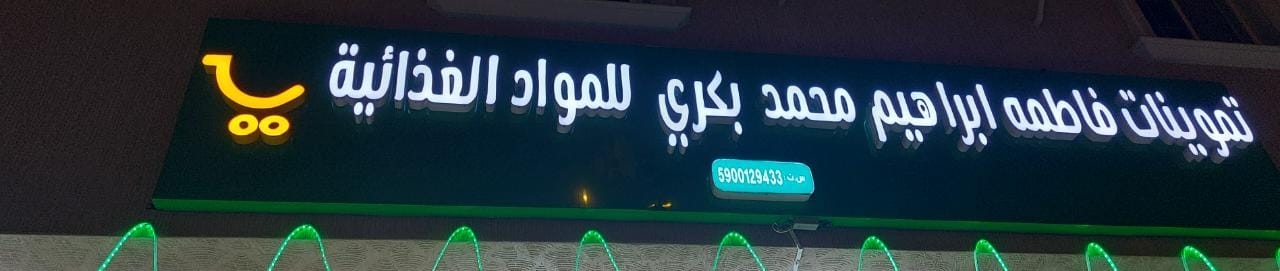 تموينات فاطمه ابراهيم محمد بكري للمواد الغذائية
س.ت: 5900129433